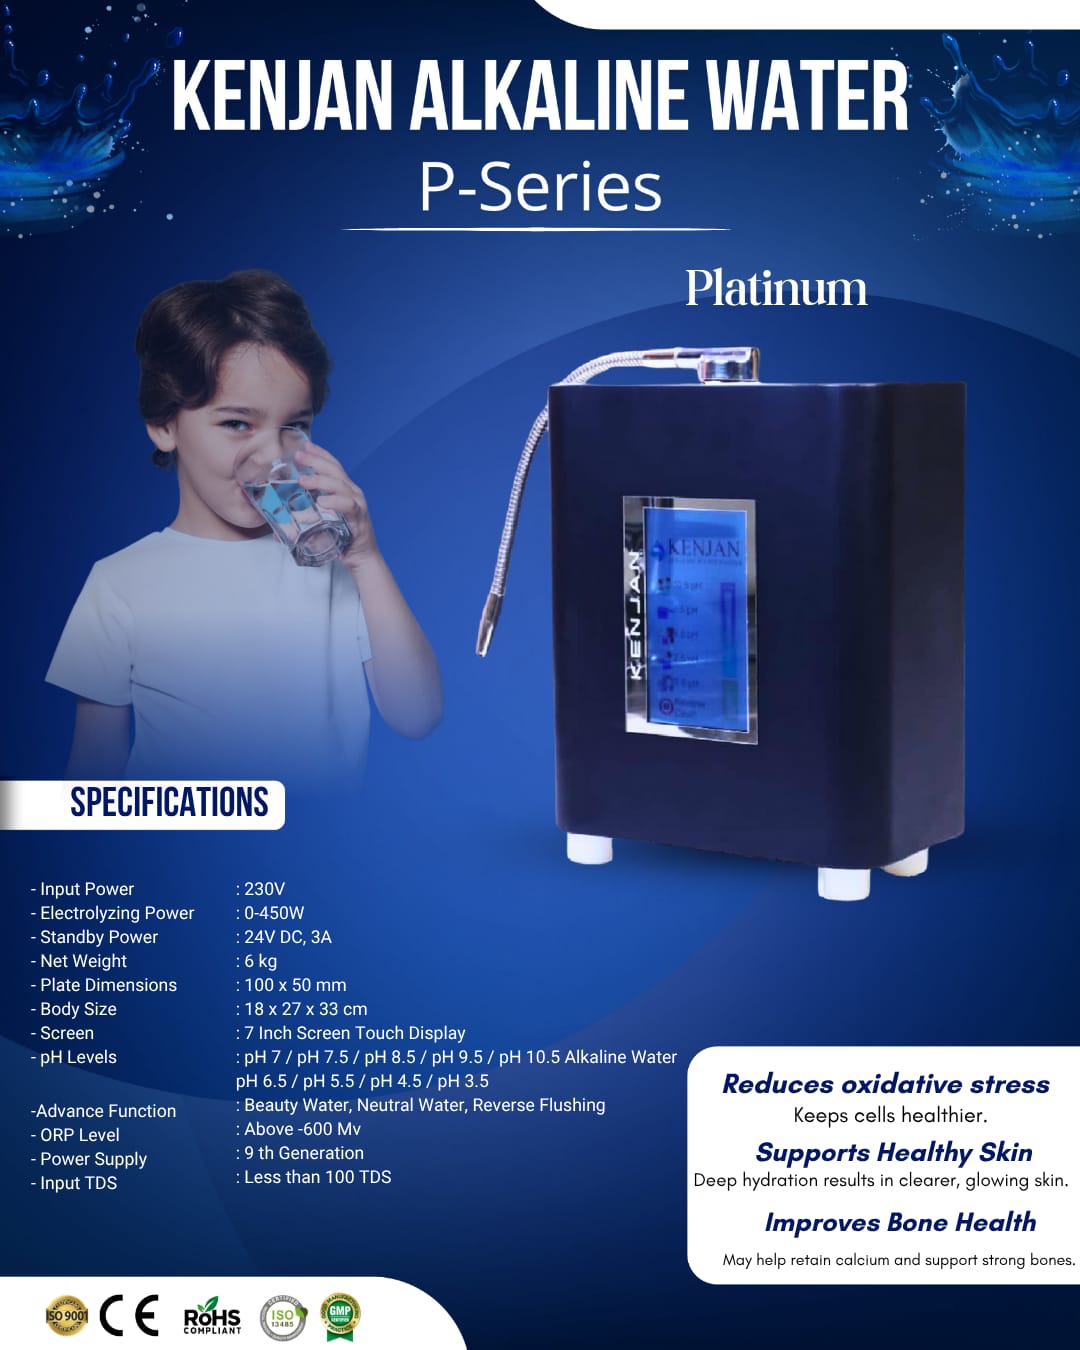 KENJAN ALKALINE WATER
P-Series
Platinum
KENJAN
KENJAN
SPECIFICATIONS
- Input Power : 230V
- Electrolyzing Power : 0-450W
- Standby Power : 24V DC, 3A
- Net Weight : 6 kg
- Plate Dimensions : 100 x 50 mm
- Body Size : 18 x 27 x 33 cm
- Screen : 7 Inch Screen Touch Display
- pH Levels : pH 7 / pH 7.5 / pH 8.5 / pH 9.5 / pH 10.5 Alkaline Water
pH 6.5 / pH 5.5 / pH 4.5 / pH 3.5
-Advance Function : Beauty Water, Neutral Water, Reverse Flushing
- ORP Level : Above -600 Mv
- Power Supply : 9 th Generation
- Input TDS : Less than 100 TDS
Reduces oxidative stress
Keeps cells healthier.
Supports Healthy Skin
Deep hydration results in clearer, glowing skin.
Improves Bone Health
May help retain calcium and support strong bones.
ISO 9001
CE
RoHS
COMPLIANT
CERTIFIED
ISO
13485
GMP